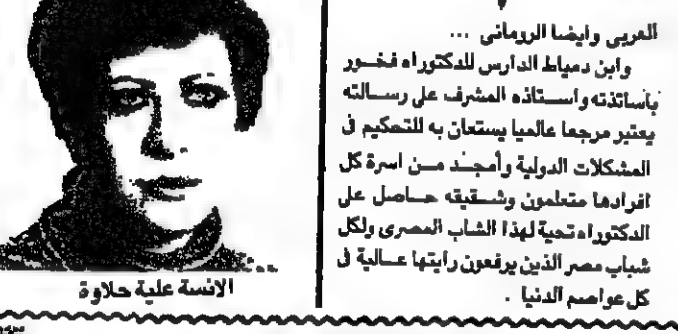 العربى وايضا الرومانى ...
وابن دمياط الدارس للدكتوراه فخور
بأساتذته وأستاذه المشرف على رسالته
يعتبر مرجعا عالميا يستعان به للتحكيم فى
المشكلات الدولية وأمجد من اسرة كل
افرادها متعلمون وشقيقه حاصل على
الدكتوراه تحية لهذا الشاب المصرى ولكل
شباب مصر الذين يرفعون رايتها عالية فى
كل عواصم الدنيا .
الانسة علية حلاوة